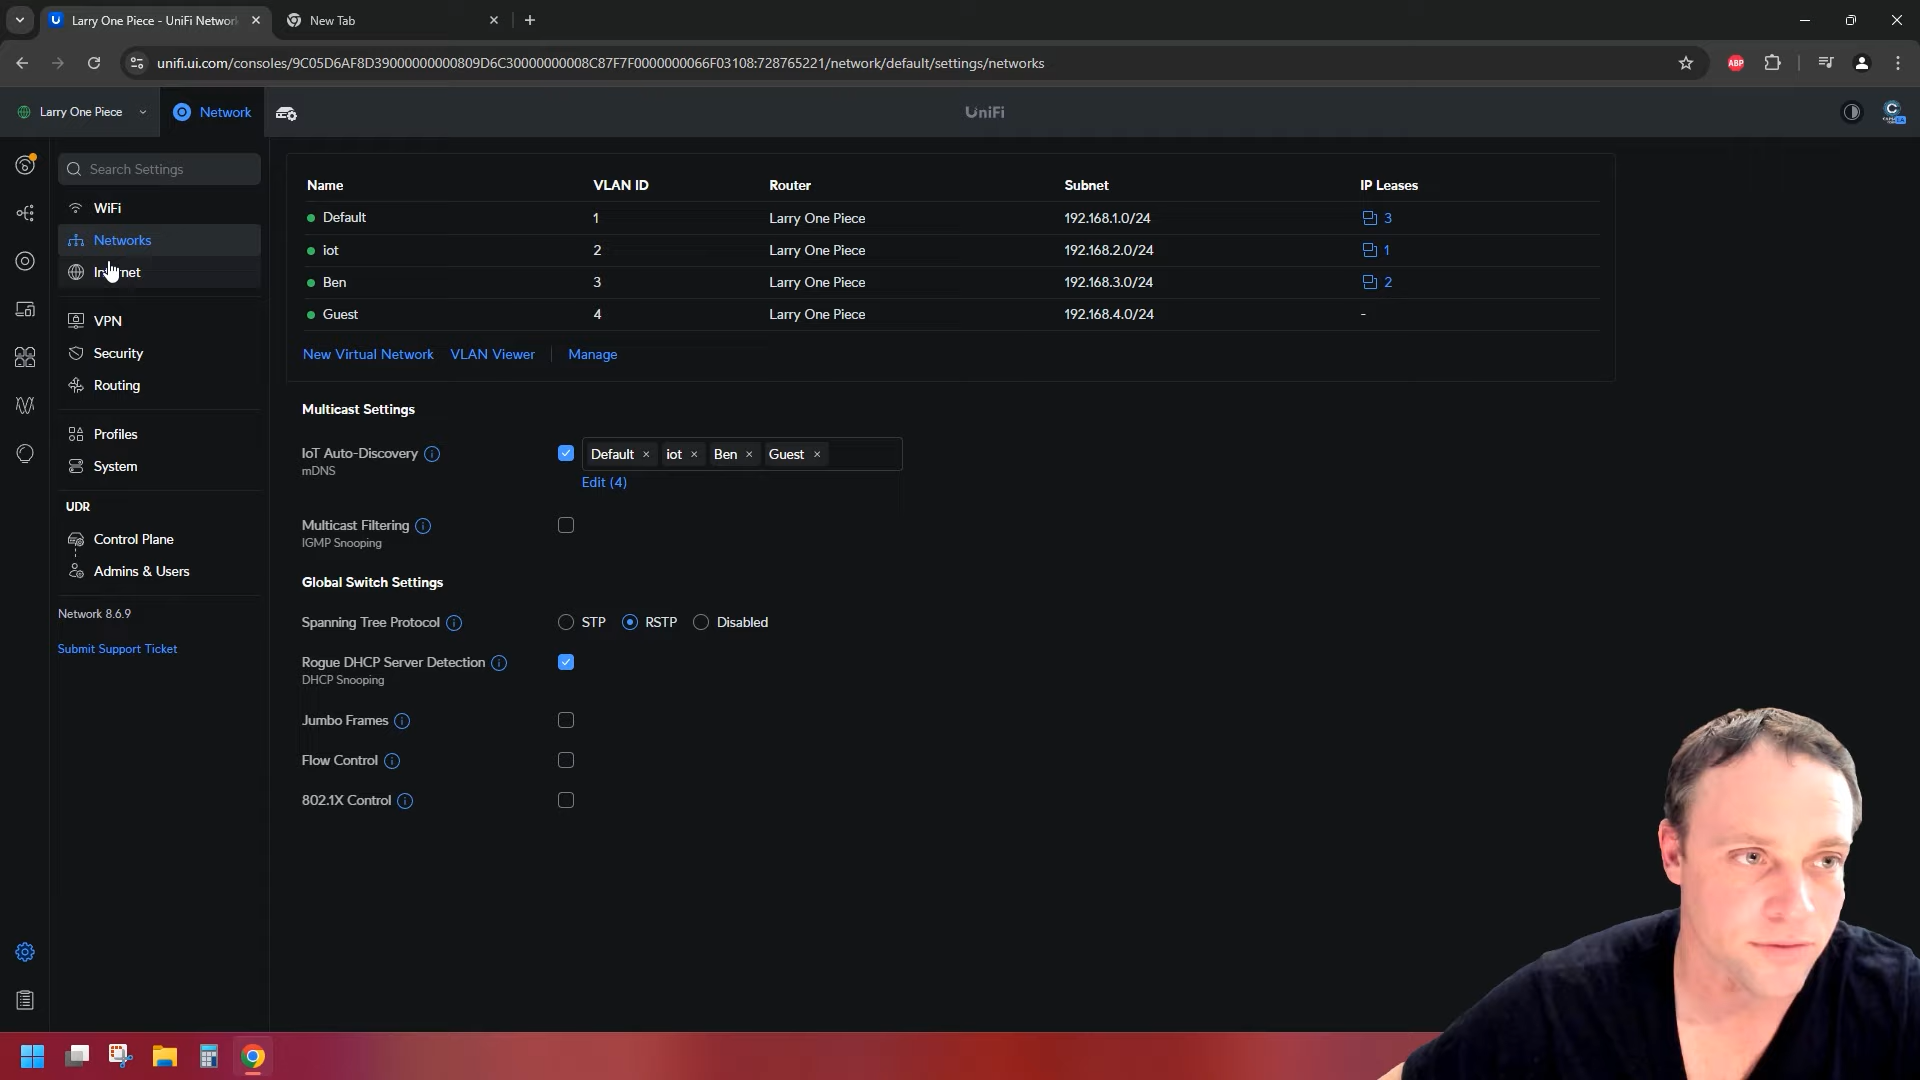 Larry One Piece - UniFi Networ
New Tab
unifi.ui.com/consoles/9C05D6AF8D39000000000809D6C30000000008C87F7F0000000066F03108:728765221/network/default/settings/networks
ABP
Larry One Piece
Network
UniFi
Search Settings
WiFi
Networks
Internet
VPN
Security
Routing
Profiles
System
UDR
Control Plane
Admins & Users
Network 8.6.9
Submit Support Ticket
Name VLAN ID Router Subnet IP Leases
Default 1 Larry One Piece 192.168.1.0/24 3
iot 2 Larry One Piece 192.168.2.0/24 1
Ben 3 Larry One Piece 192.168.3.0/24 2
Guest 4 Larry One Piece 192.168.4.0/24 -
New Virtual Network VLAN Viewer Manage
Multicast Settings
IoT Auto-Discovery Default iot Ben Guest
mDNS
Edit (4)
Multicast Filtering
IGMP Snooping
Global Switch Settings
Spanning Tree Protocol STP RSTP Disabled
Rogue DHCP Server Detection
DHCP Snooping
Jumbo Frames
Flow Control
802.1X Control